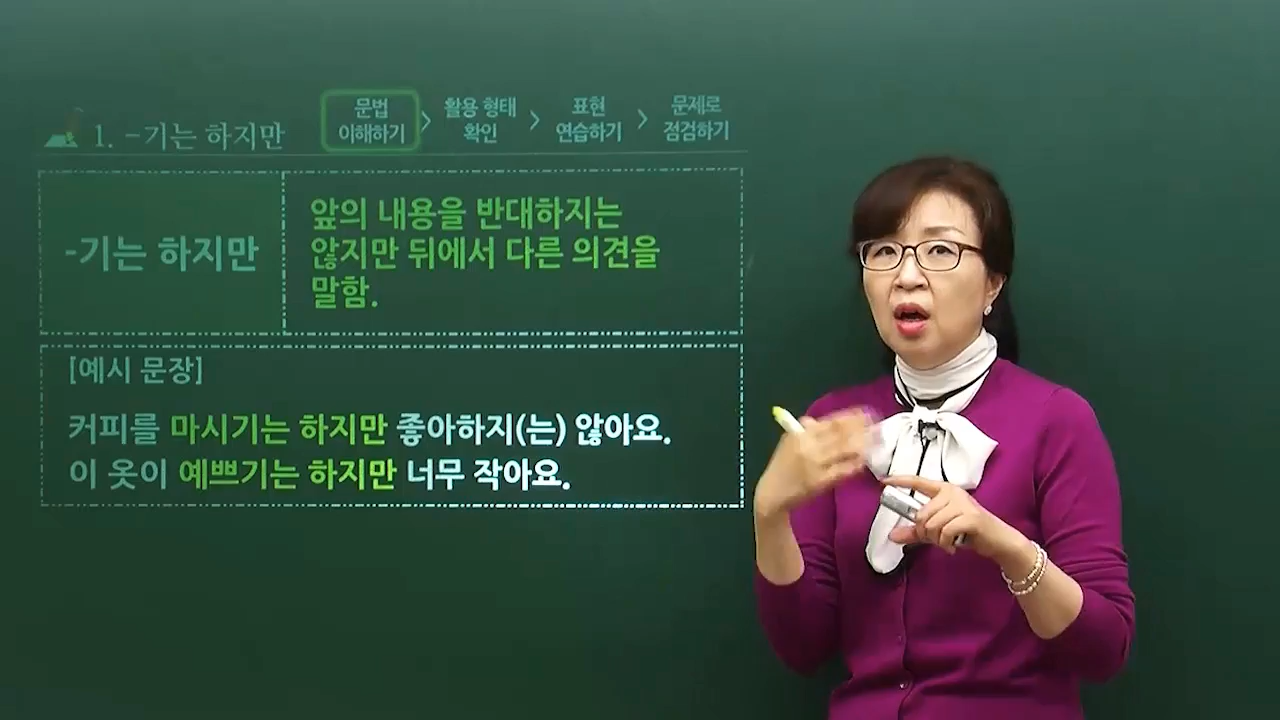 1. -기는 하지만
문법
이해하기
활용 형태
확인
표현
연습하기
문제로
점검하기
-기는 하지만
앞의 내용을 반대하지는
않지만 뒤에서 다른 의견을
말함.
[예시 문장]
커피를 마시기는 하지만 좋아하지(는) 않아요.
이 옷이 예쁘기는 하지만 너무 작아요.